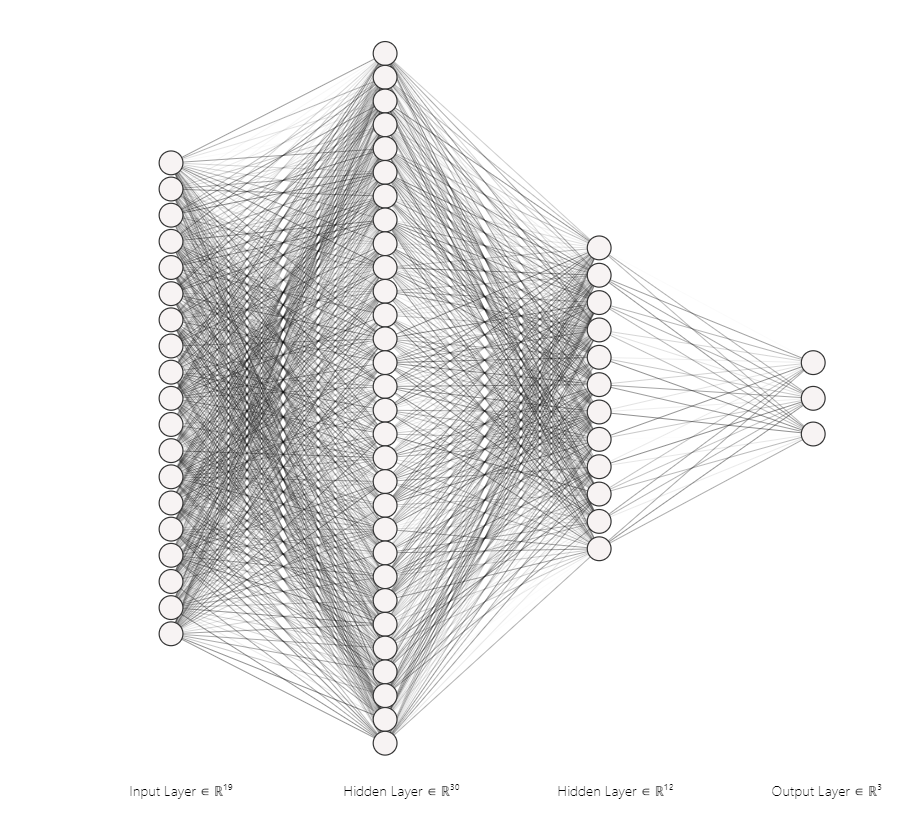 Input Layer ∈ ℝ¹⁹
Hidden Layer ∈ ℝ³⁰
Hidden Layer ∈ ℝ¹²
Output Layer ∈ ℝ³